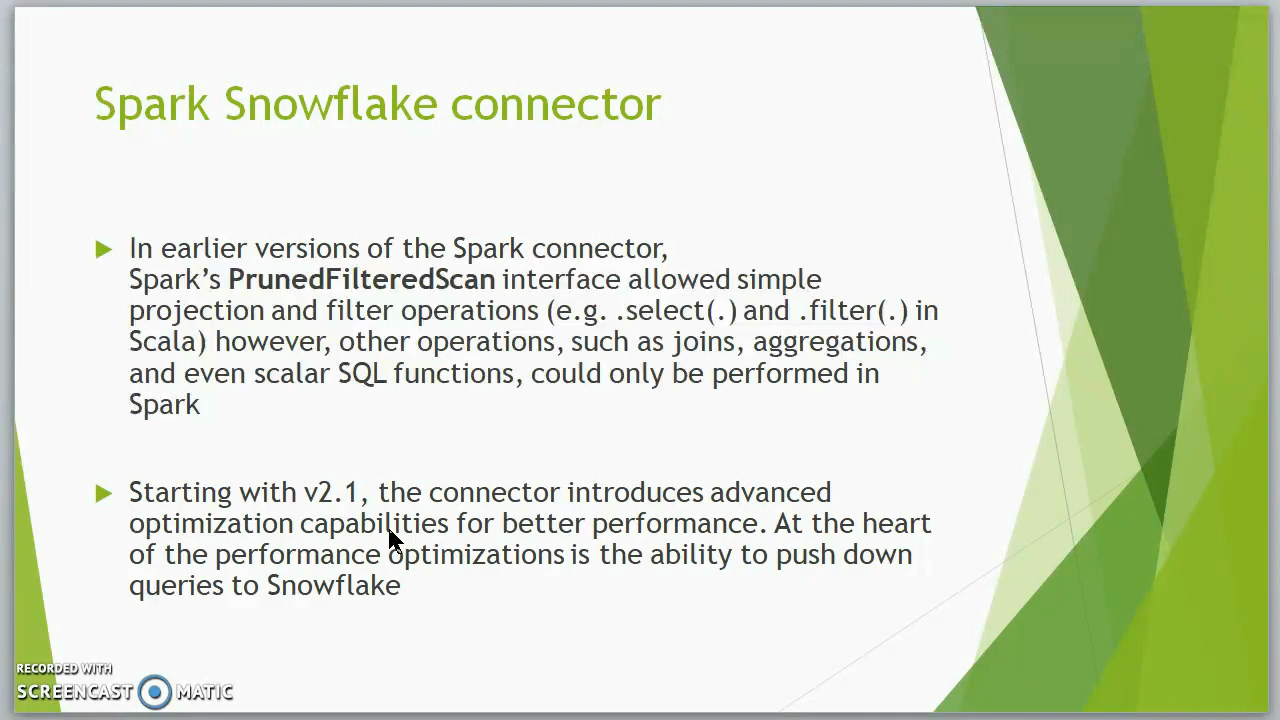 Spark Snowflake connector
In earlier versions of the Spark connector,
Spark’s PrunedFilteredScan interface allowed simple
projection and filter operations (e.g. .select(.) and .filter(.) in
Scala) however, other operations, such as joins, aggregations,
and even scalar SQL functions, could only be performed in
Spark
Starting with v2.1, the connector introduces advanced
optimization capabilities for better performance. At the heart
of the performance optimizations is the ability to push down
queries to Snowflake
RECORDED WITH
SCREENCAST MATIC